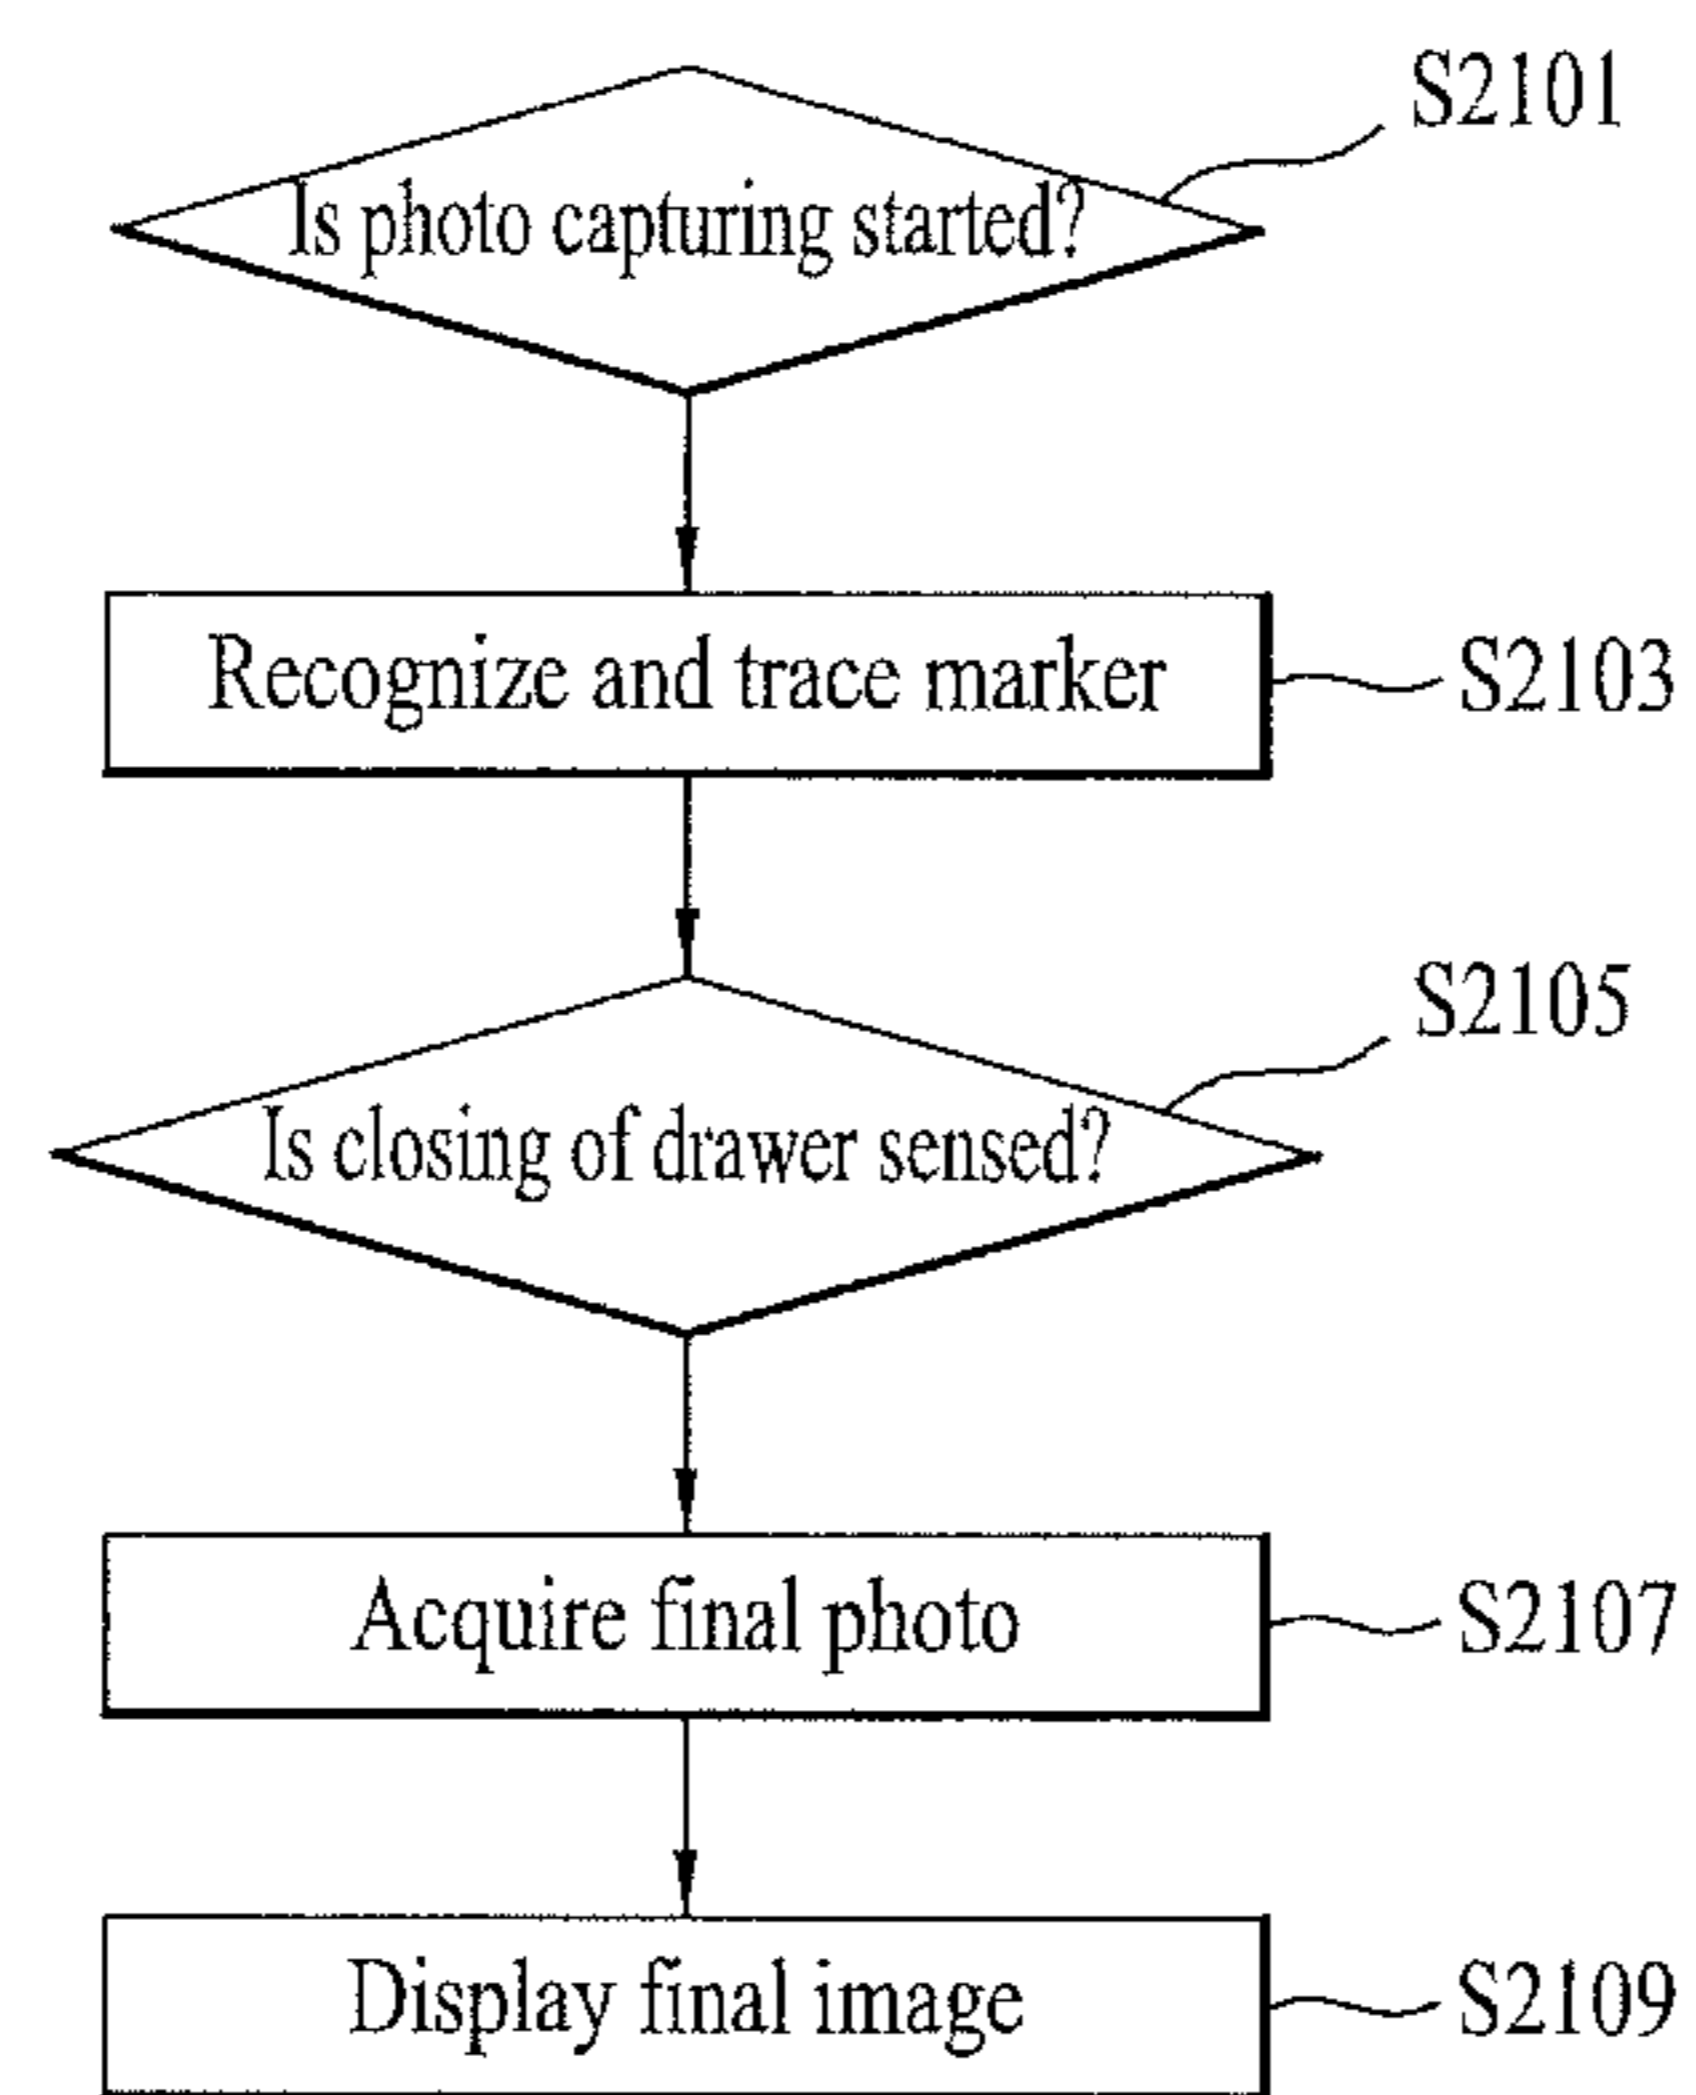 S2101
Is photo capturing started?
Recognize and trace marker
S2103
S2105
Is closing of drawer sensed?
Acquire final photo
S2107
Display final image
S2109